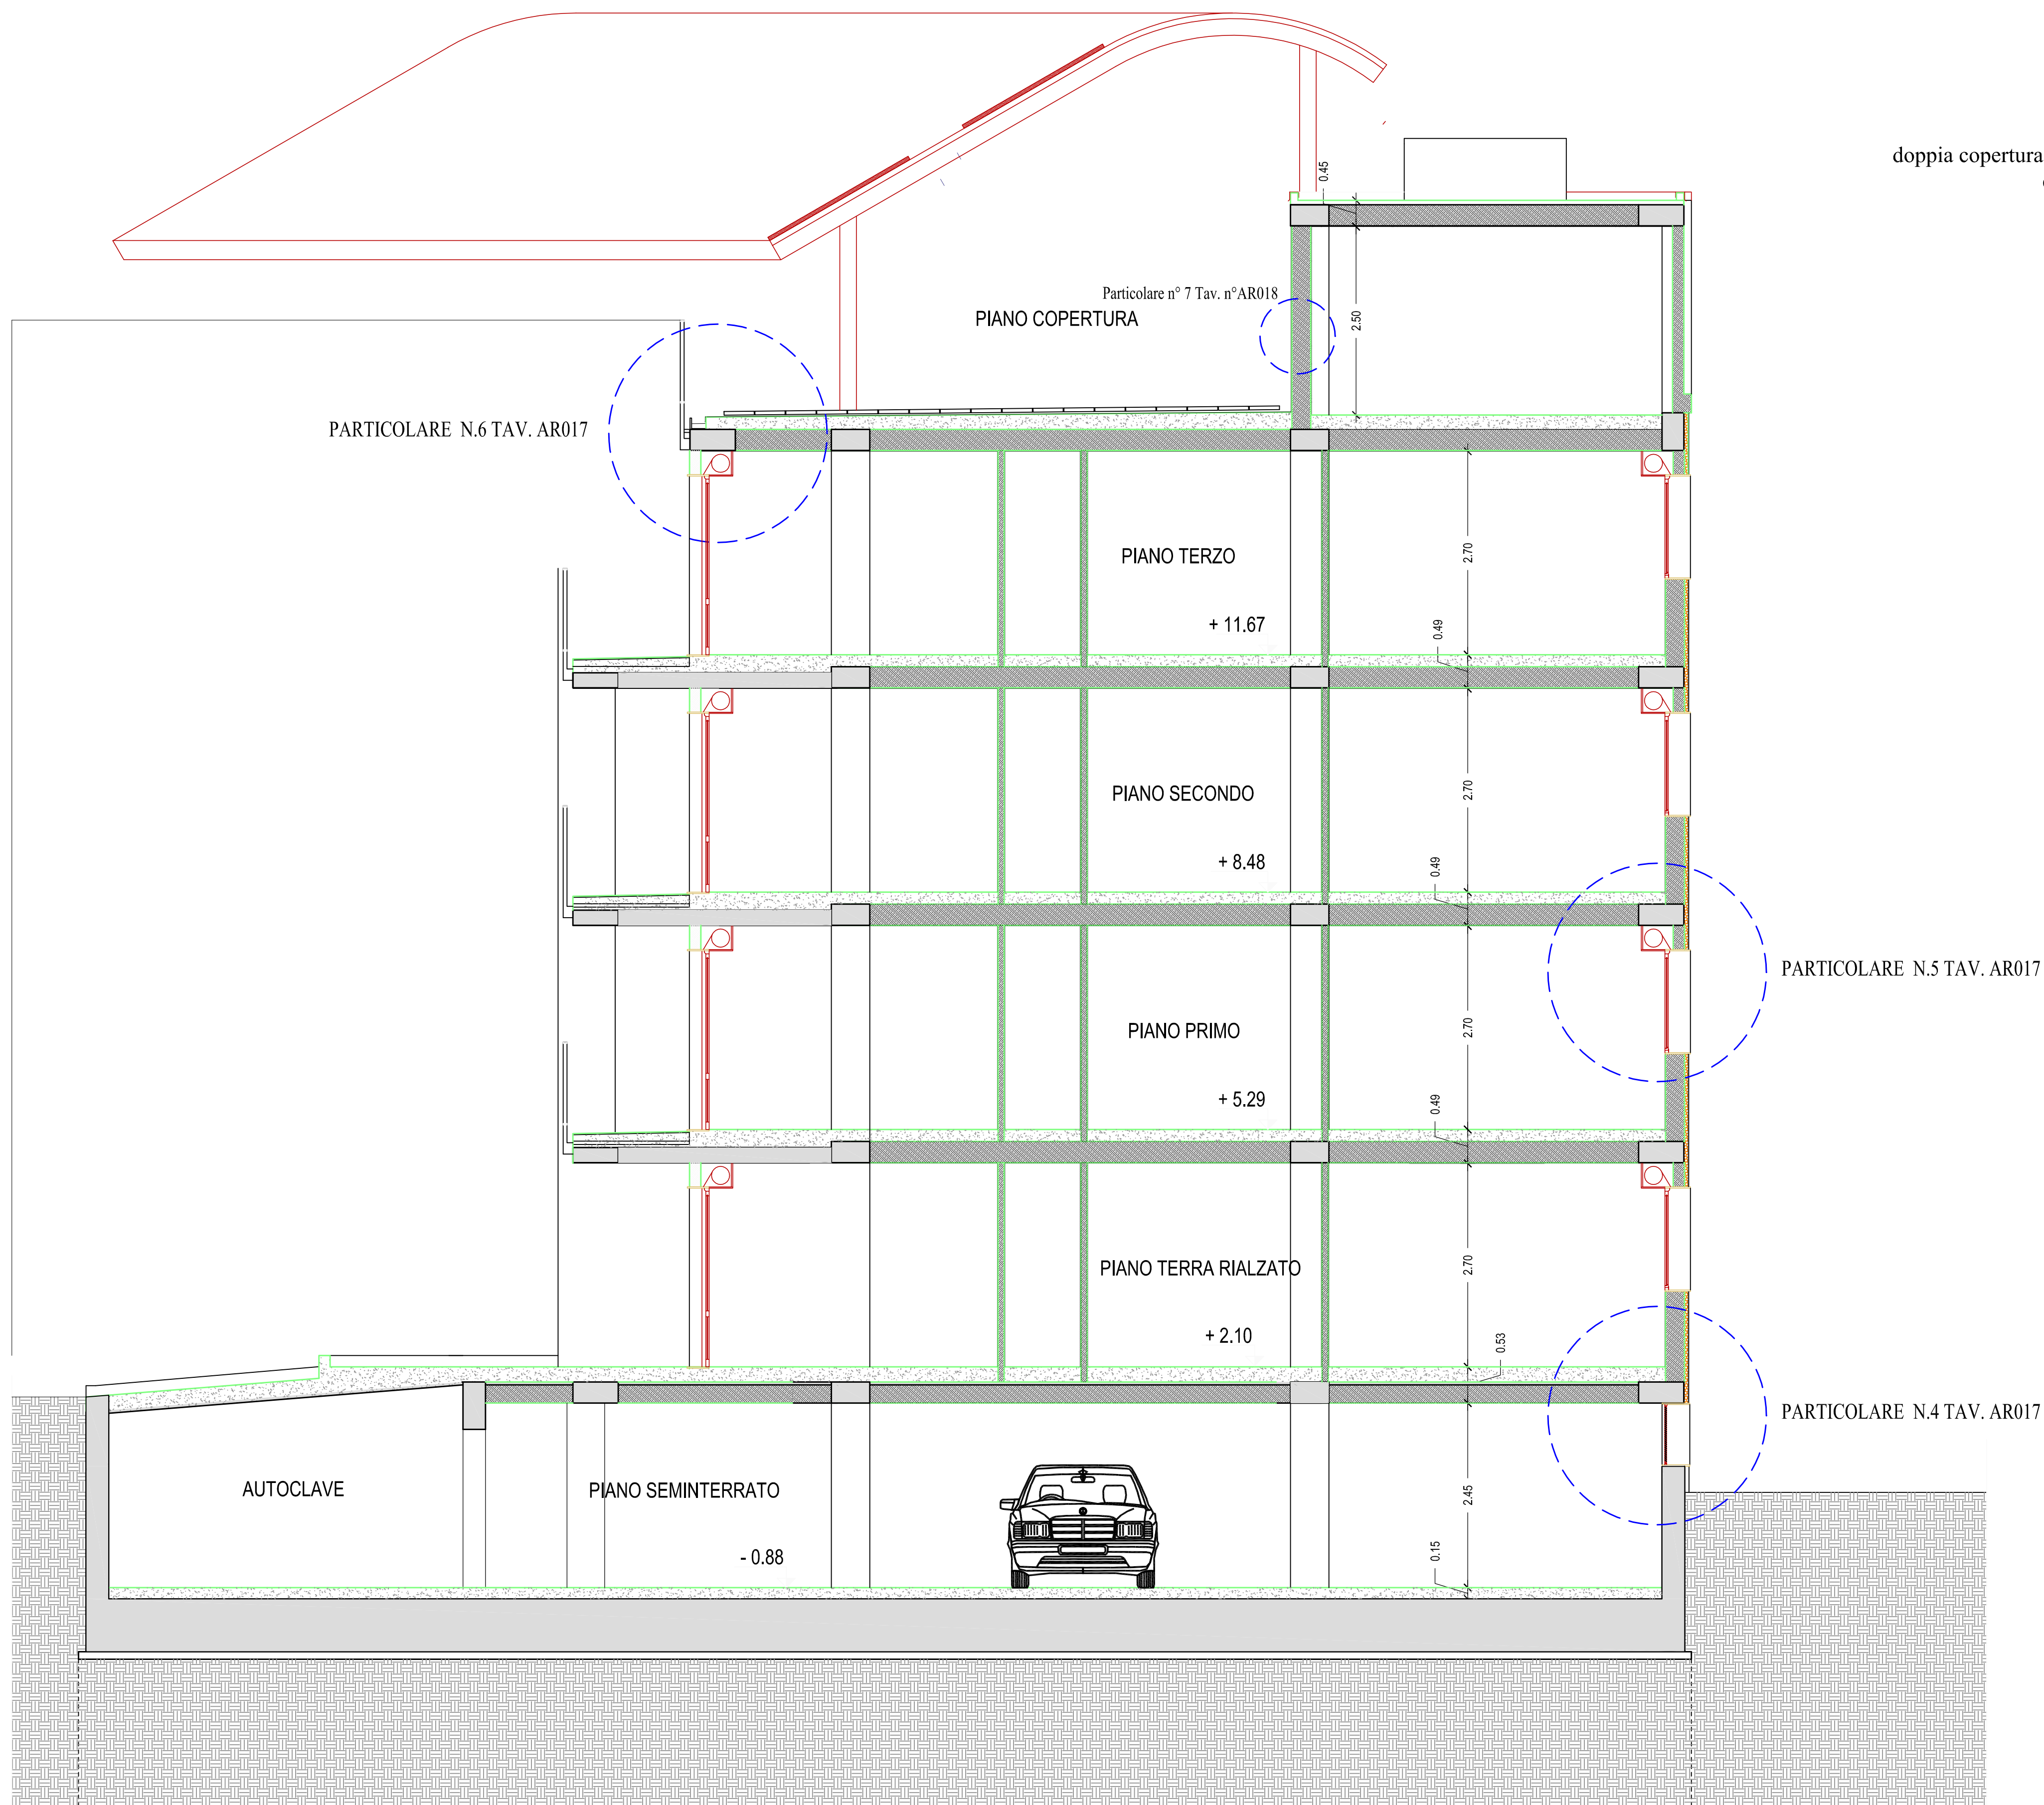 doppia copertura
0.45
Particolare n° 7 Tav. n°AR018
PIANO COPERTURA
2.50
PARTICOLARE N.6 TAV. AR017
PIANO TERZO
2.70
+ 11.67
0.49
PIANO SECONDO
2.70
+ 8.48
0.49
PARTICOLARE N.5 TAV. AR017
PIANO PRIMO
2.70
+ 5.29
0.49
PIANO TERRA RIALZATO
2.70
+ 2.10
0.53
PARTICOLARE N.4 TAV. AR017
AUTOCLAVE
PIANO SEMINTERRATO
2.45
- 0.88
0.15